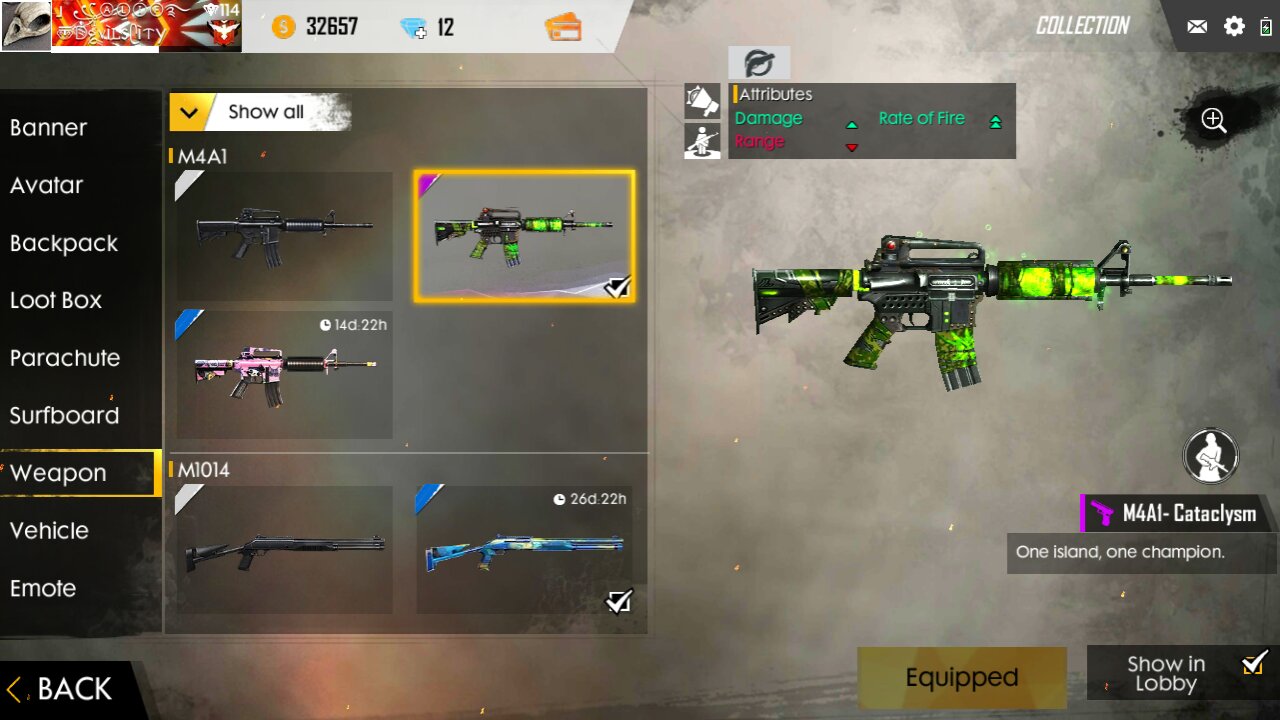 114
DEVILSCITY
32657
12
COLLECTION
Banner
Avatar
Backpack
Loot Box
Parachute
Surfboard
Weapon
Vehicle
Emote
BACK
Show all
M4A1
14d:22h
M1014
26d:22h
Attributes
Damage
Rate of Fire
Range
M4A1- Cataclysm
One island, one champion.
Equipped
Show in
Lobby